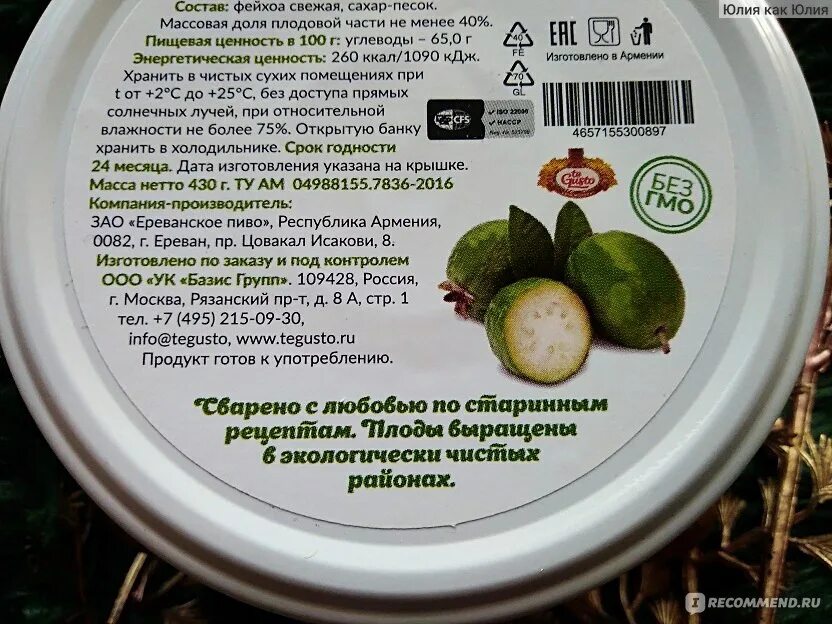 Юлия как Юлия
Состав: фейхоа свежая, сахар-песок.
Массовая доля плодовой части не менее 40%.
Пищевая ценность в 100 г: углеводы – 65,0 г
Энергетическая ценность: 260 ккал/1090 кДж.
Хранить в чистых сухих помещениях при
t от +2°С до +25°С, без доступа прямых
солнечных лучей, при относительной
влажности не более 75%. Открытую банку
хранить в холодильнике. Срок годности
24 месяца. Дата изготовления указана на крышке.
Масса нетто 430 г. ТУ АМ 04988155.7836-2016
Компания-производитель:
ЗАО «Ереванское пиво», Республика Армения,
0082, г. Ереван, пр. Цовакал Исакови, 8.
Изготовлено по заказу и под контролем
ООО «УК «Базис Групп». 109428, Россия,
г. Москва, Рязанский пр-т, д. 8 А, стр. 1
тел. +7 (495) 215-09-30,
info@tegusto, www.tegusto.ru
Продукт готов к употреблению.
40
FE
70
GL
EAC
Изготовлено в Армении
CFS
ISO 22000
HACCP
4657155300897
te Gusto
БЕЗ
ГМО
Сварено с любовью по старинным
рецептам. Плоды выращены
в экологически чистых
районах.
I RECOMMEND.RU